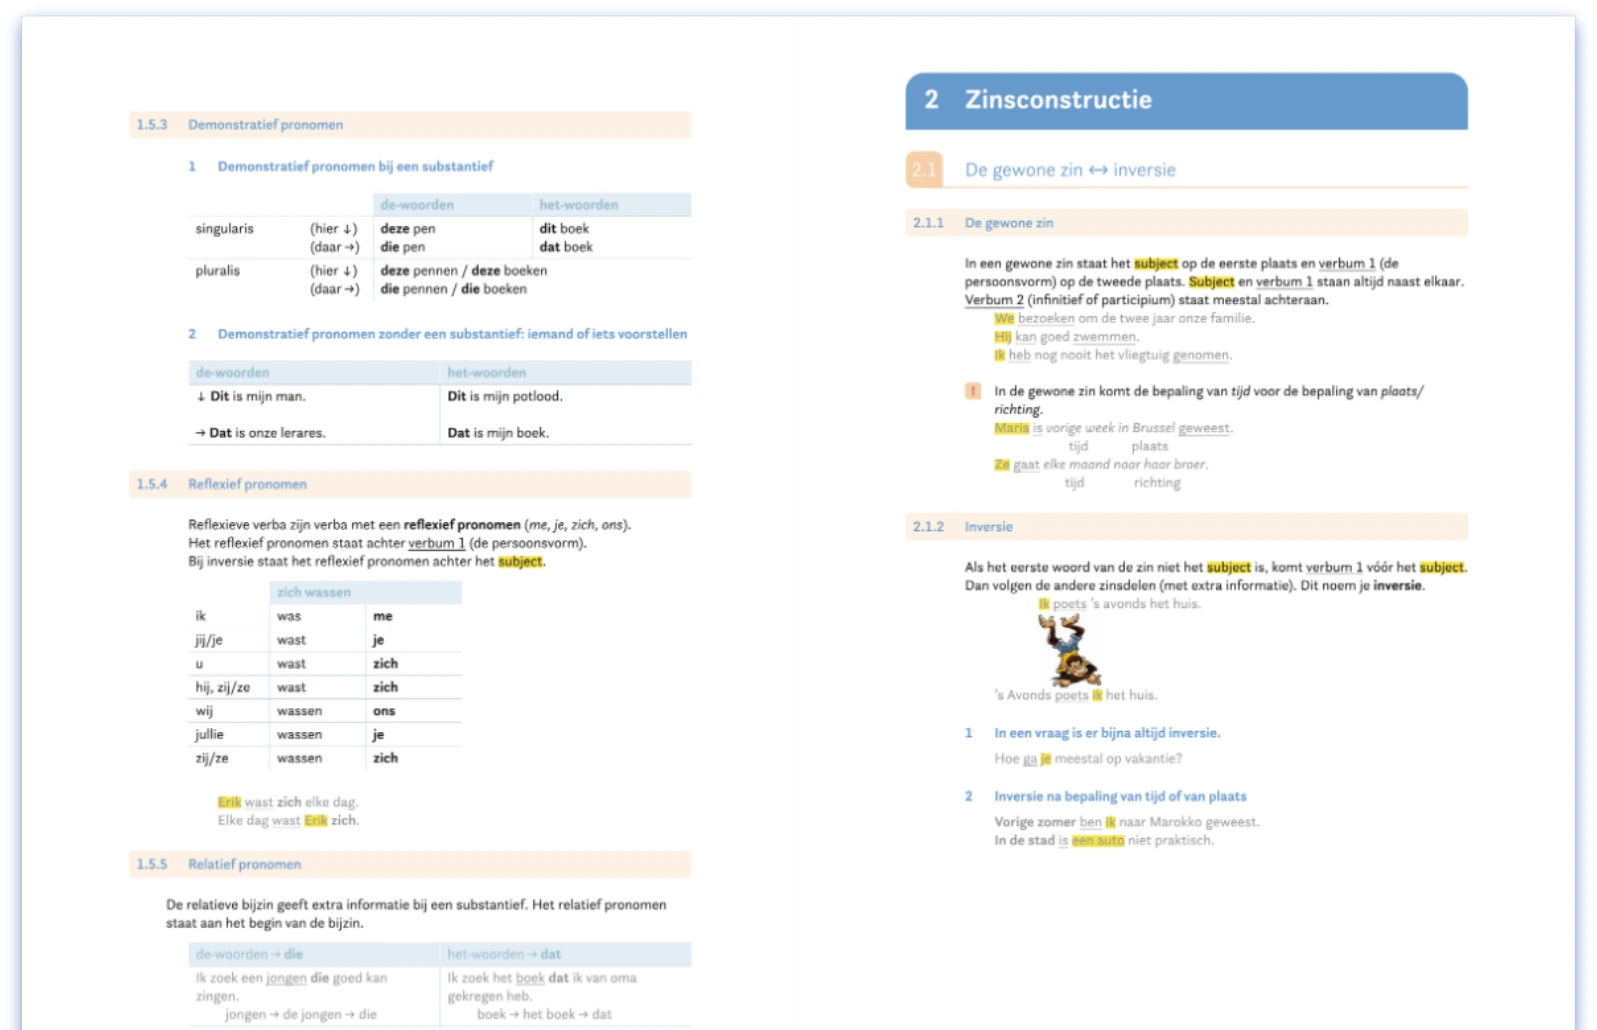 1.5.3 Demonstratief pronomen
1 Demonstratief pronomen bij een substantief
de-woorden het-woorden
singularis (hier ↓) deze pen dit boek
(daar →) die pen dat boek
pluralis (hier ↓) deze pennen / deze boeken
(daar →) die pennen / die boeken
2 Demonstratief pronomen zonder een substantief: iemand of iets voorstellen
de-woorden het-woorden
↓ Dit is mijn man. Dit is mijn potlood.
→ Dat is onze lerares. Dat is mijn boek.
1.5.4 Reflexief pronomen
Reflexieve verba zijn verba met een reflexief pronomen (me, je, zich, ons).
Het reflexief pronomen staat achter verbum 1 (de persoonsvorm).
Bij inversie staat het reflexief pronomen achter het subject.
zich wassen
ik was me
jij/je wast je
u wast zich
hij, zij/ze wast zich
wij wassen ons
jullie wassen je
zij/ze wassen zich
Erik wast zich elke dag.
Elke dag wast Erik zich.
1.5.5 Relatief pronomen
De relatieve bijzin geeft extra informatie bij een substantief. Het relatief pronomen
staat aan het begin van de bijzin.
de-woorden → die het-woorden → dat
Ik zoek een jongen die goed kan Ik zoek het boek dat ik van oma
zingen. gekregen heb.
jongen → de jongen → die boek → het boek → dat
2 Zinsconstructie
2.1 De gewone zin ↔ inversie
2.1.1 De gewone zin
In een gewone zin staat het subject op de eerste plaats en verbum 1 (de
persoonsvorm) op de tweede plaats. Subject en verbum 1 staan altijd naast elkaar.
Verbum 2 (infinitief of participium) staat meestal achteraan.
We bezoeken om de twee jaar onze familie.
Hij kan goed zwemmen.
Ik heb nog nooit het vliegtuig genomen.
! In de gewone zin komt de bepaling van tijd voor de bepaling van plaats/
richting.
Maria is vorige week in Brussel geweest.
tijd plaats
Ze gaat elke maand naar haar broer.
tijd richting
2.1.2 Inversie
Als het eerste woord van de zin niet het subject is, komt verbum 1 vóór het subject.
Dan volgen de andere zinsdelen (met extra informatie). Dit noem je inversie.
Ik poets 's avonds het huis.
's Avonds poets ik het huis.
1 In een vraag is er bijna altijd inversie.
Hoe ga je meestal op vakantie?
2 Inversie na bepaling van tijd of van plaats
Vorige zomer ben ik naar Marokko geweest.
In de stad is een auto niet praktisch.